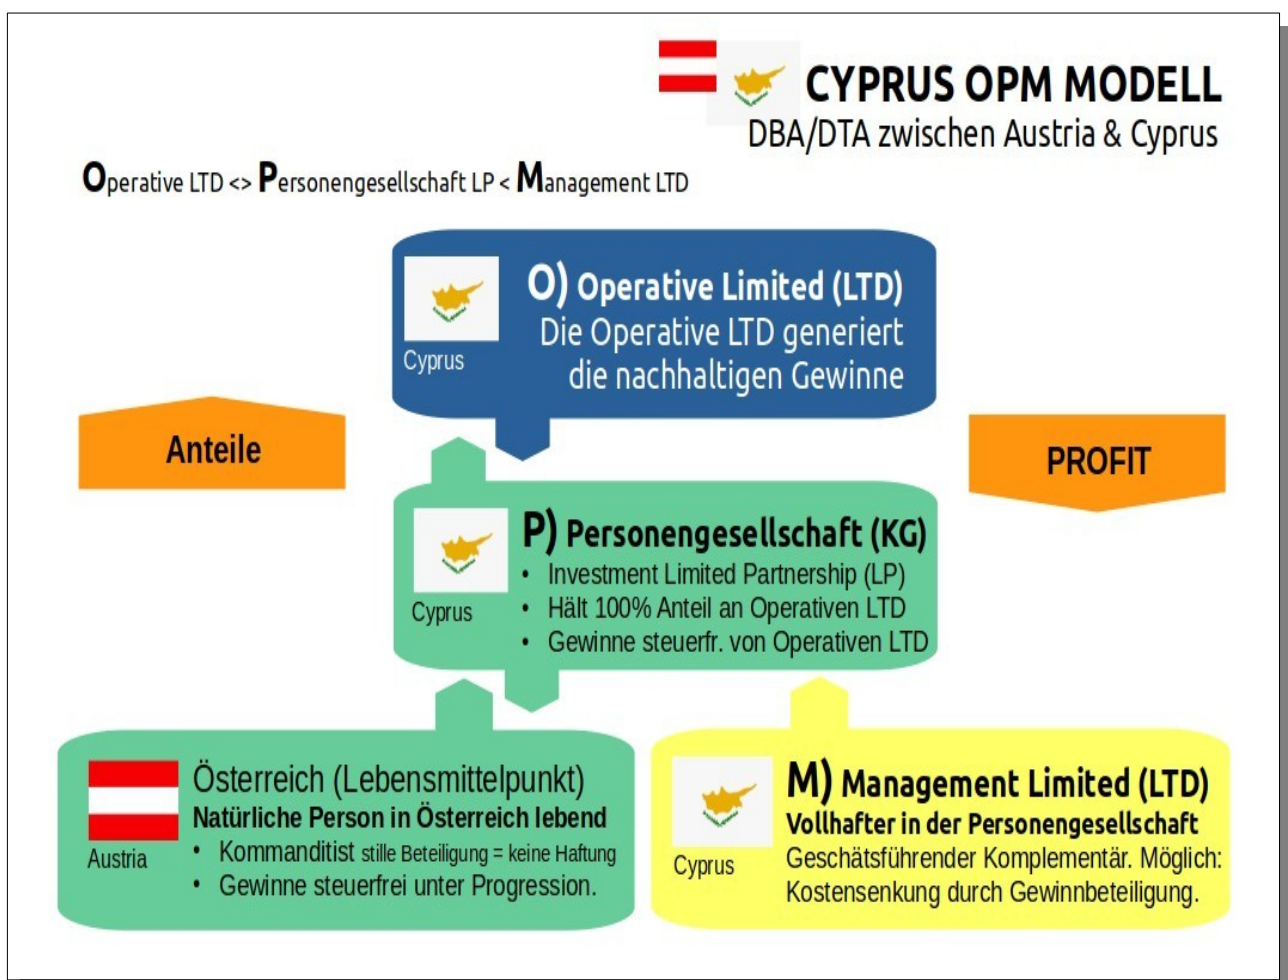 CYPRUS OPM MODELL
DBA/DTA zwischen Austria & Cyprus
Operative LTD <> Personengesellschaft LP < Management LTD
O) Operative Limited (LTD)
Die Operative LTD generiert
die nachhaltigen Gewinne
Cyprus
Anteile
PROFIT
P) Personengesellschaft (KG)
• Investment Limited Partnership (LP)
• Hält 100% Anteil an Operativen LTD
• Gewinne steuerfr. von Operativen LTD
Cyprus
Österreich (Lebensmittelpunkt)
Natürliche Person in Österreich lebend
• Kommanditist stille Beteiligung = keine Haftung
• Gewinne steuerfrei unter Progression.
Austria
M) Management Limited (LTD)
Vollhafter in der Personengesellschaft
Geschätsführender Komplementär. Möglich:
Kostensenkung durch Gewinnbeteiligung.
Cyprus